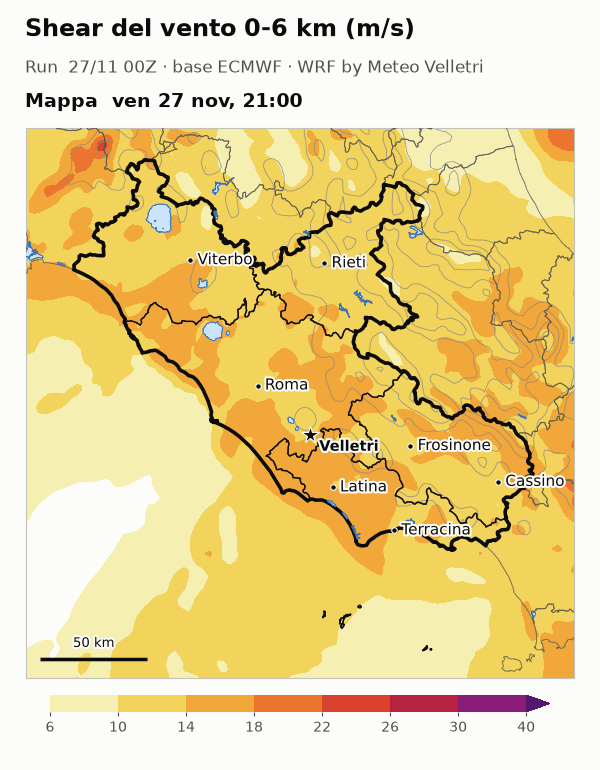 Shear del vento 0-6 km (m/s)
Run  27/11 00Z · base ECMWF · WRF by Meteo Velletri
Mappa  ven 27 nov, 21:00
Viterbo
Rieti
Roma
Velletri
Frosinone
Cassino
Latina
Terracina
50 km
6 10 14 18 22 26 30 40